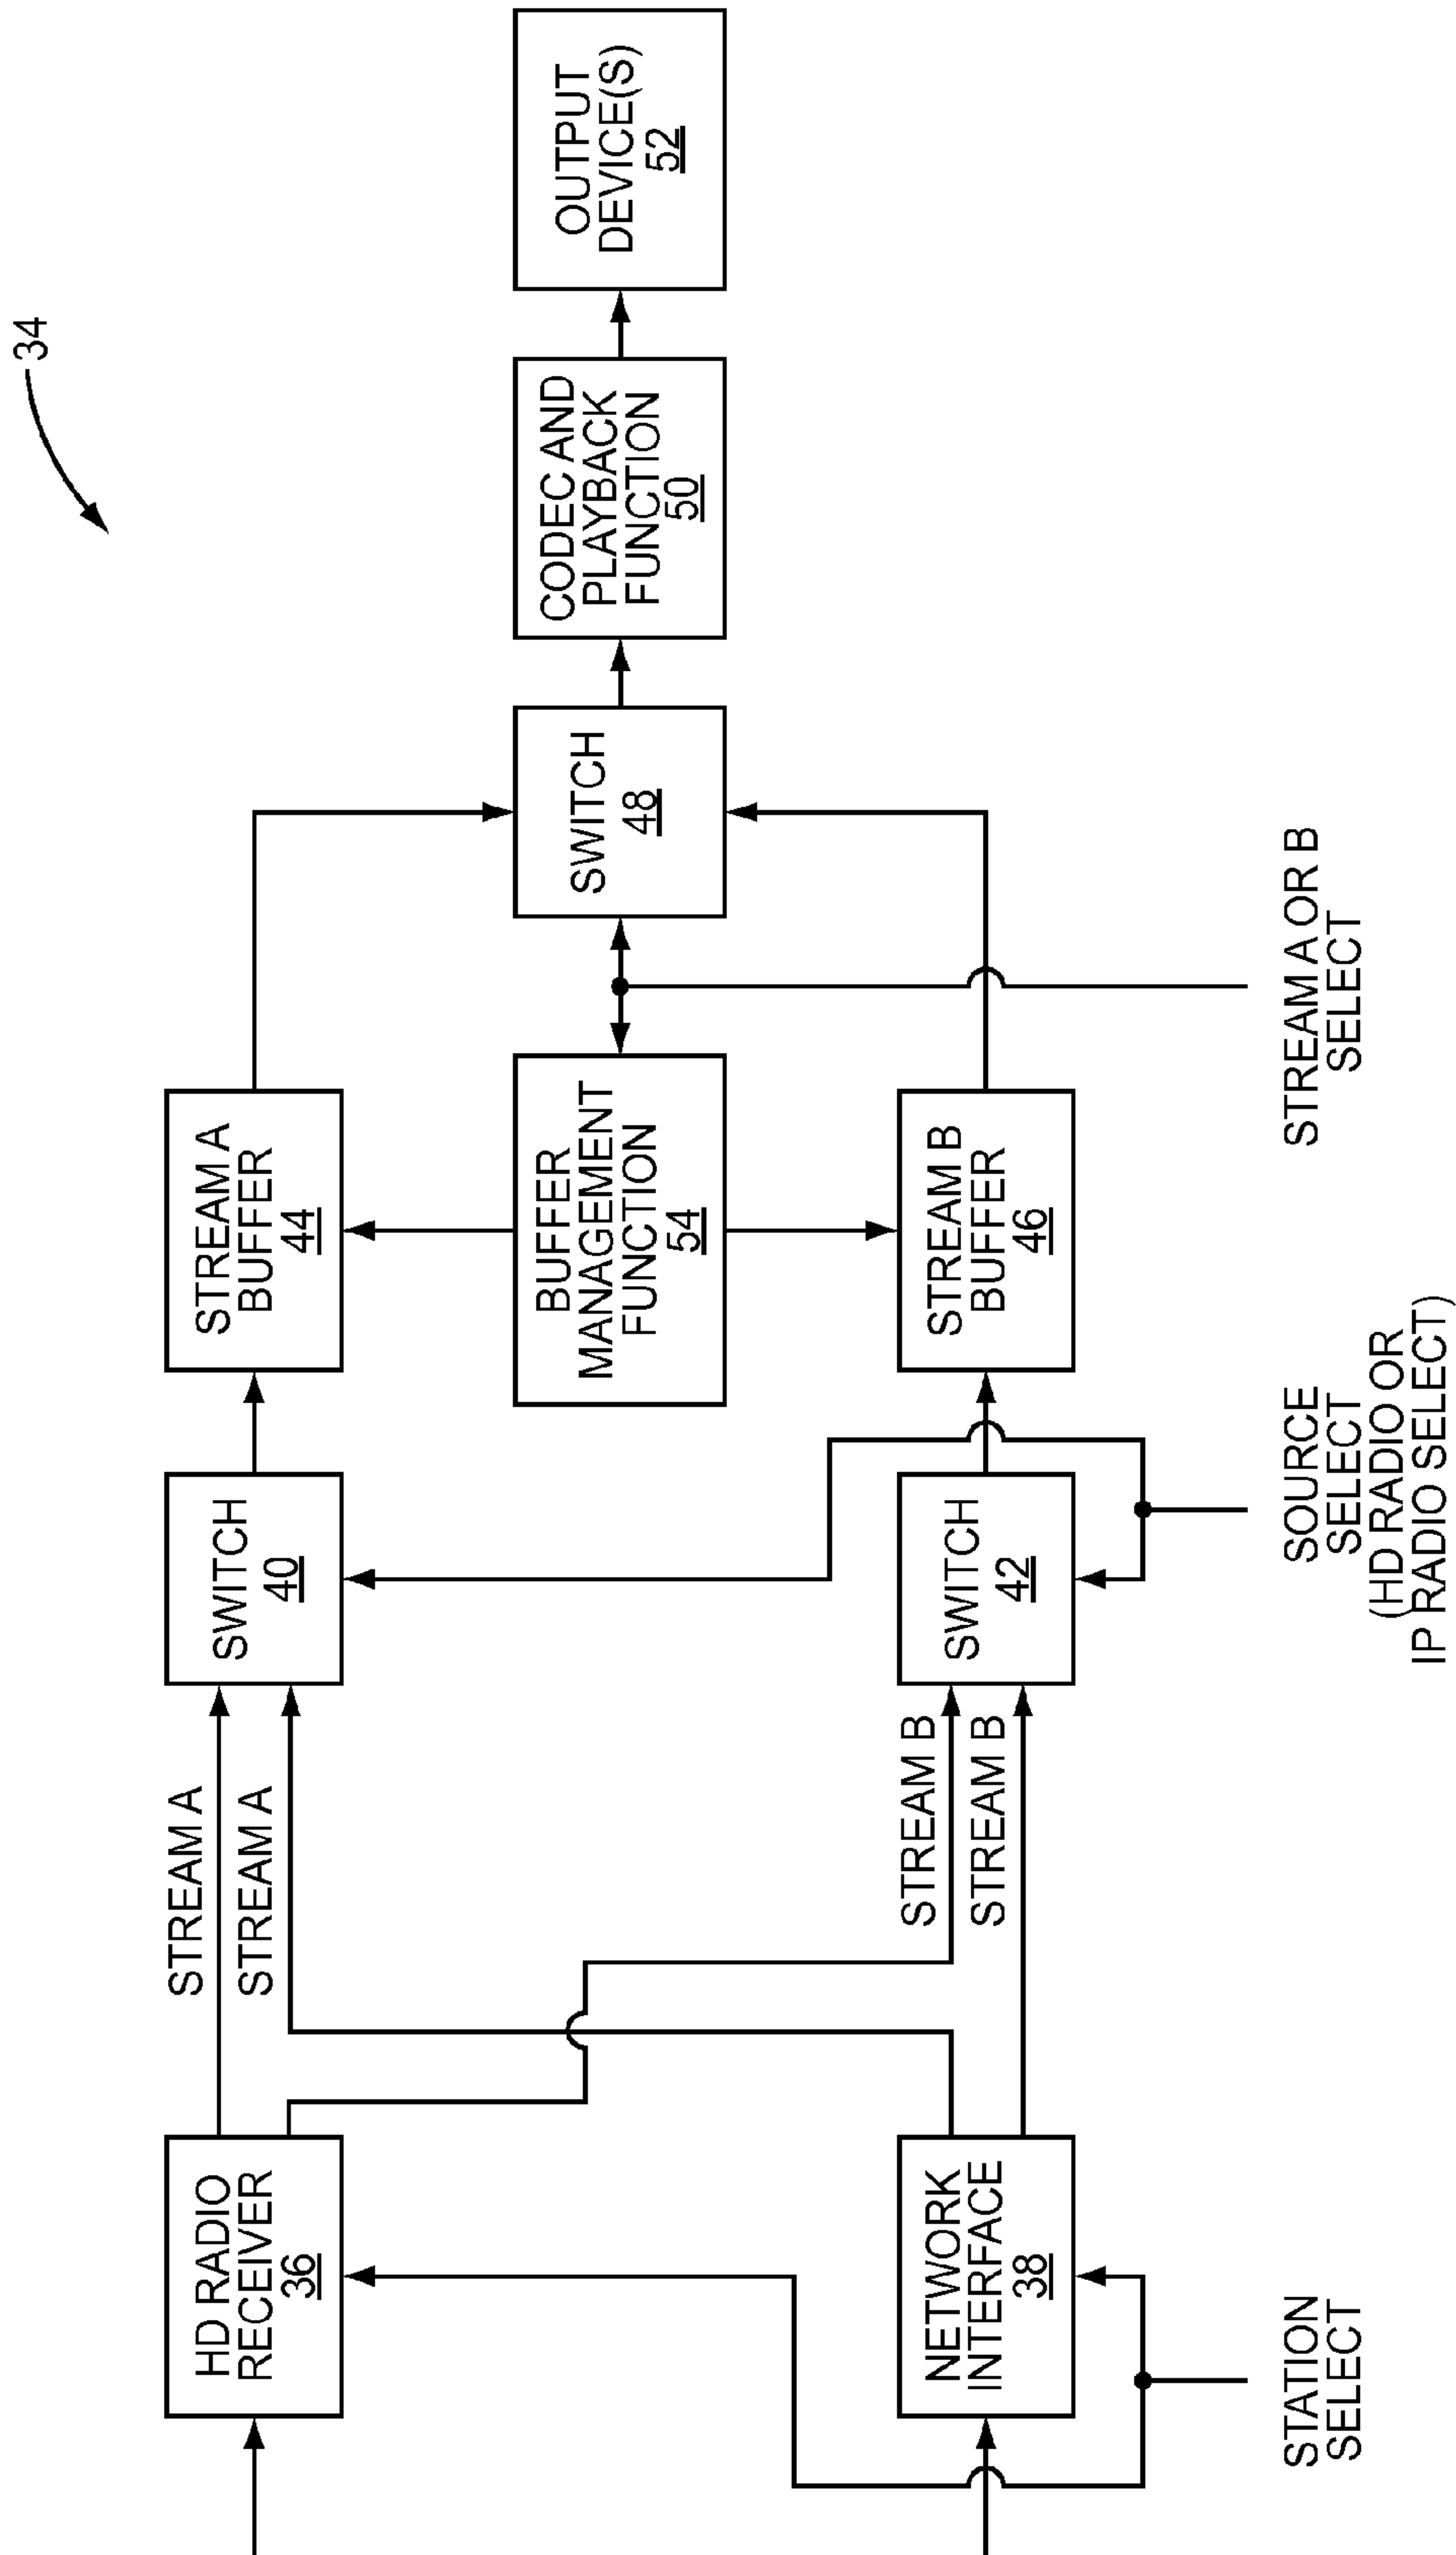 34
HD RADIO
RECEIVER
36
STREAM A
STREAM A
SWITCH
40
STREAM A
BUFFER
44
BUFFER
MANAGEMENT
FUNCTION
54
SWITCH
48
CODEC AND
PLAYBACK
FUNCTION
50
OUTPUT
DEVICE(S)
52
NETWORK
INTERFACE
38
STREAM B
STREAM B
SWITCH
42
STREAM B
BUFFER
46
STATION
SELECT
SOURCE
SELECT
(HD RADIO OR
IP RADIO SELECT)
STREAM A OR B
SELECT